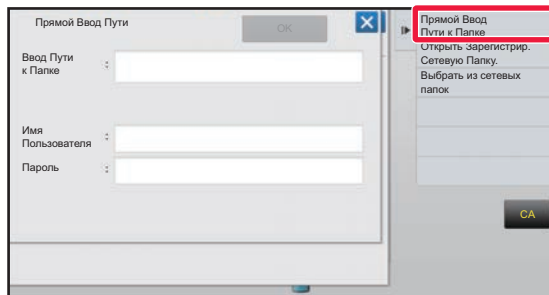 Прямой Ввод Пути
OK
Ввод Пути
к Папке
:
Имя
Пользователя
:
Пароль
:
Прямой Ввод
Пути к Папке
Открыть Зарегистрир.
Сетевую Папку.
Выбрать из сетевых
папок
CA